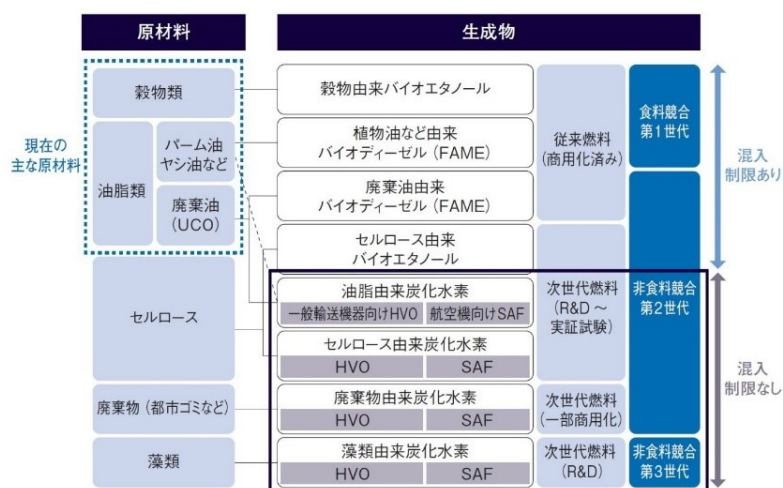 原材料
生成物
現在の
主な原材料
穀物類
油脂類
パーム油
ヤシ油など
廃棄油
(UCO)
セルロース
廃棄物（都市ゴミなど）
藻類
穀物由来バイオエタノール
植物油など由来
バイオディーゼル（FAME）
廃棄油由来
バイオディーゼル（FAME）
セルロース由来
バイオエタノール
油脂由来炭化水素
一般輸送機器向けHVO
航空機向けSAF
セルロース由来炭化水素
HVO
SAF
廃棄物由来炭化水素
HVO
SAF
藻類由来炭化水素
HVO
SAF
従来燃料
（商用化済み）
次世代燃料
（R&D～
実証試験）
次世代燃料
（一部商用化）
次世代燃料
（R&D）
食料競合
第1世代
非食料競合
第2世代
非食料競合
第3世代
混入
制限あり
混入
制限なし